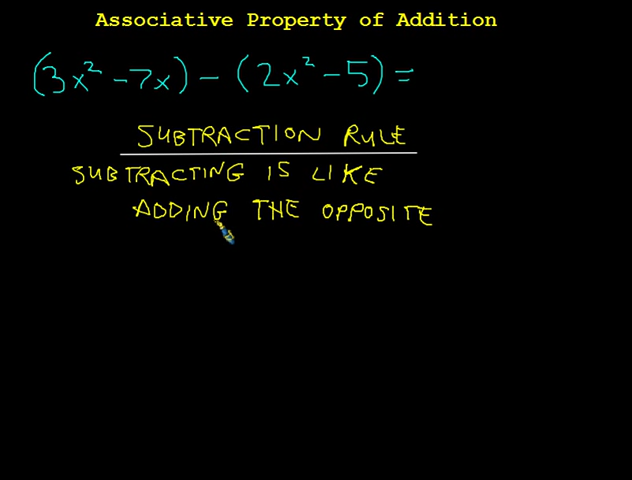 Associative Property of Addition
(3x² - 7x) - (2x² - 5) =
SUBTRACTION RULE
SUBTRACTING IS LIKE
ADDING THE OPPOSITE